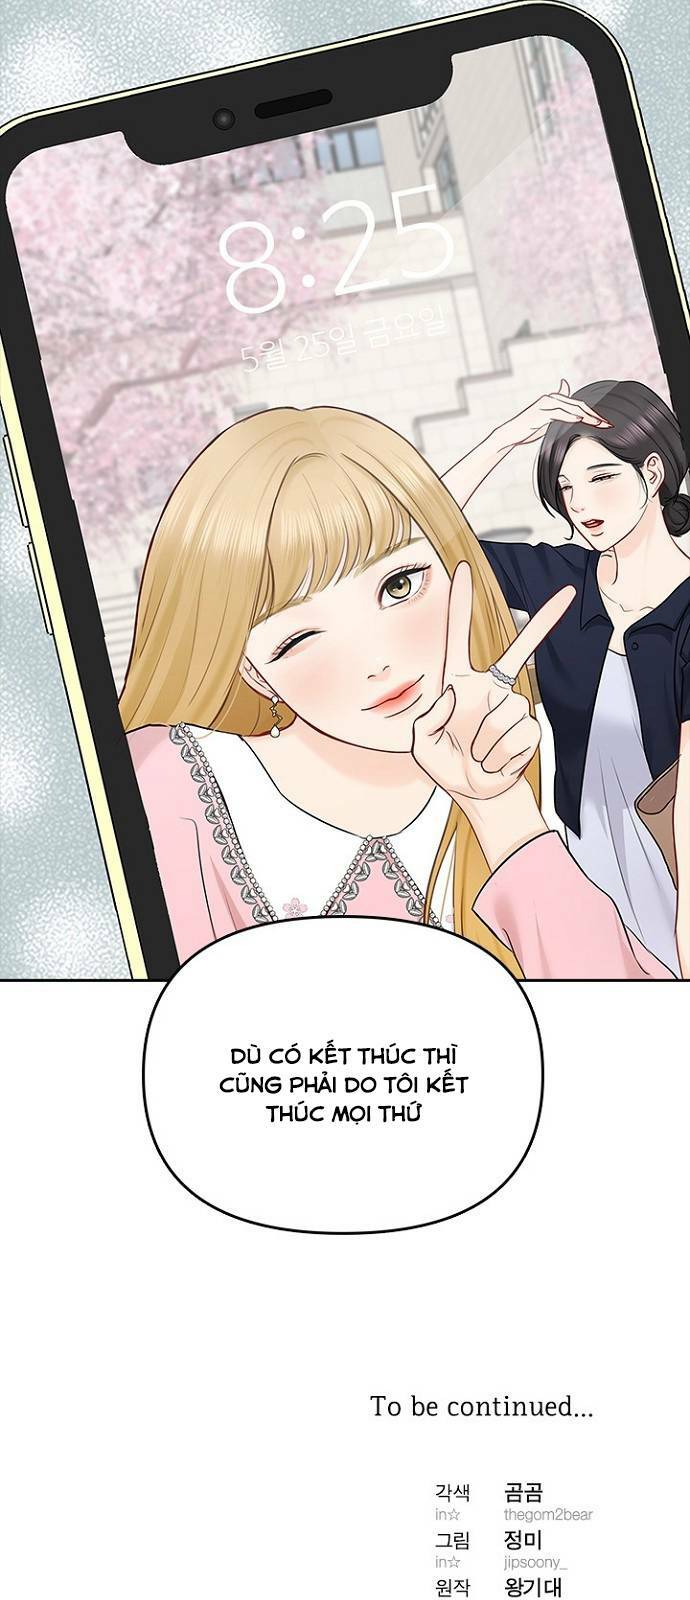 8:25
5월 25일 금요일
DÙ CÓ KẾT THÚC THÌ
CŨNG PHẢI DO TÔI KẾT
THÚC MỌI THỨ
To be continued...
각색 곰곰
in☆ thegom2bear
그림 정미
in☆ jipsoony_
원작 왕기대